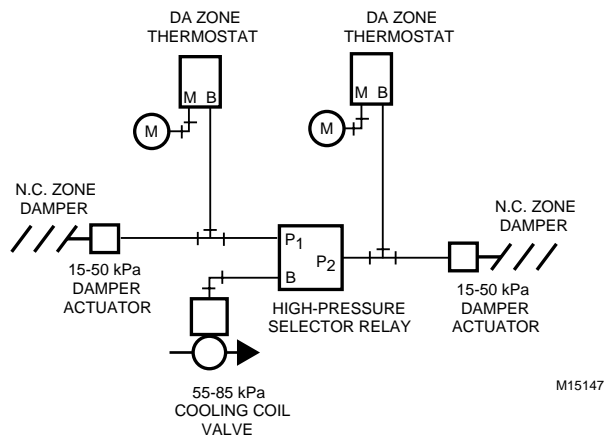 DA ZONE
THERMOSTAT
DA ZONE
THERMOSTAT
M B
M
M B
M
N.C. ZONE
DAMPER
N.C. ZONE
DAMPER
P1
P2
B
15-50 kPa
DAMPER
ACTUATOR
HIGH-PRESSURE
SELECTOR RELAY
15-50 kPa
DAMPER
ACTUATOR
55-85 kPa
COOLING COIL
VALVE
M15147